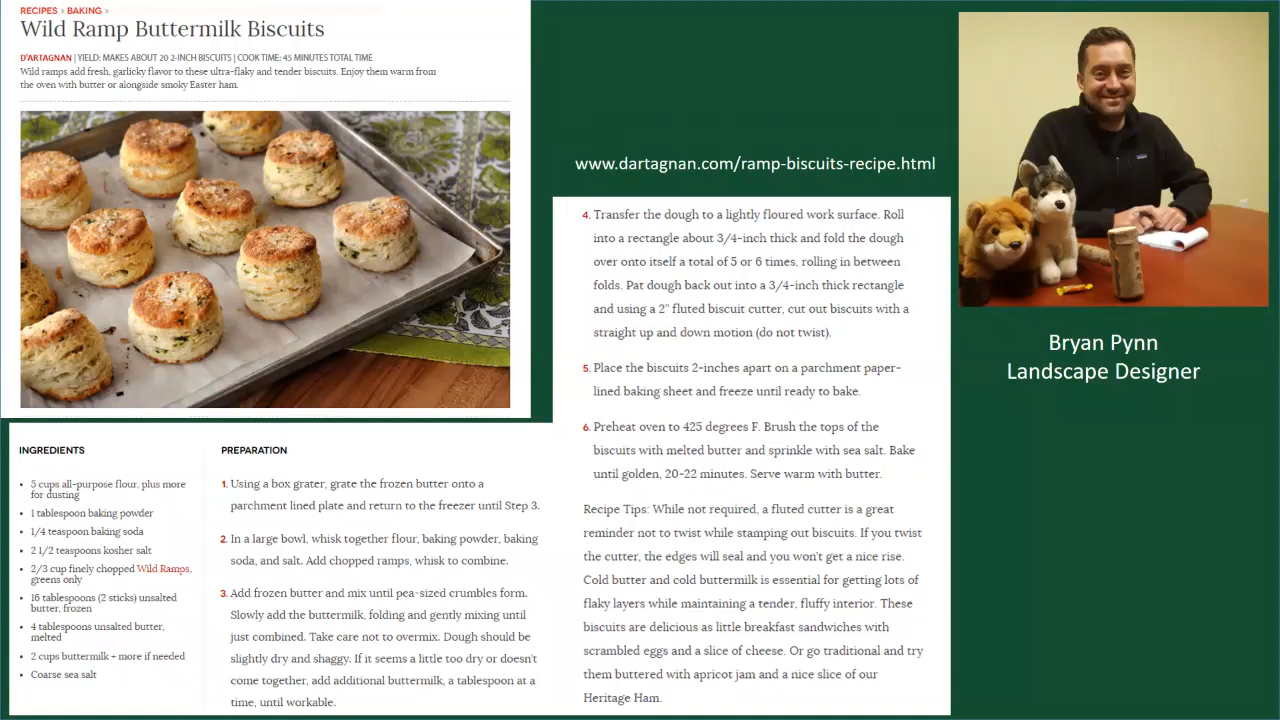 RECIPES > BAKING >
Wild Ramp Buttermilk Biscuits
D'ARTAGNAN | YIELD: MAKES ABOUT 20 2-INCH BISCUITS | COOK TIME: 45 MINUTES TOTAL TIME
Wild ramps add fresh, garlicky flavor to these ultra-flaky and tender biscuits. Enjoy them warm from
the oven with butter or alongside smoky Easter ham.
INGREDIENTS
• 5 cups all-purpose flour, plus more
for dusting
• 1 tablespoon baking powder
• 1/4 teaspoon baking soda
• 2 1/2 teaspoons kosher salt
• 2/3 cup finely chopped Wild Ramps,
greens only
• 16 tablespoons (2 sticks) unsalted
butter, frozen
• 4 tablespoons unsalted butter,
melted
• 2 cups buttermilk + more if needed
• Coarse sea salt
PREPARATION
1. Using a box grater, grate the frozen butter onto a
parchment lined plate and return to the freezer until Step 3.
2. In a large bowl, whisk together flour, baking powder, baking
soda, and salt. Add chopped ramps, whisk to combine.
3. Add frozen butter and mix until pea-sized crumbles form.
Slowly add the buttermilk, folding and gently mixing until
just combined. Take care not to overmix. Dough should be
slightly dry and shaggy. If it seems a little too dry or doesn't
come together, add additional buttermilk, a tablespoon at a
time, until workable.
www.dartagnan.com/ramp-biscuits-recipe.html
4. Transfer the dough to a lightly floured work surface. Roll
into a rectangle about 3/4-inch thick and fold the dough
over onto itself a total of 5 or 6 times, rolling in between
folds. Pat dough back out into a 3/4-inch thick rectangle
and using a 2" fluted biscuit cutter, cut out biscuits with a
straight up and down motion (do not twist).
5. Place the biscuits 2-inches apart on a parchment paper-
lined baking sheet and freeze until ready to bake.
6. Preheat oven to 425 degrees F. Brush the tops of the
biscuits with melted butter and sprinkle with sea salt. Bake
until golden, 20-22 minutes. Serve warm with butter.
Recipe Tips: While not required, a fluted cutter is a great
reminder not to twist while stamping out biscuits. If you twist
the cutter, the edges will seal and you won't get a nice rise.
Cold butter and cold buttermilk is essential for getting lots of
flaky layers while maintaining a tender, fluffy interior. These
biscuits are delicious as little breakfast sandwiches with
scrambled eggs and a slice of cheese. Or go traditional and try
them buttered with apricot jam and a nice slice of our
Heritage Ham.
Bryan Pynn
Landscape Designer